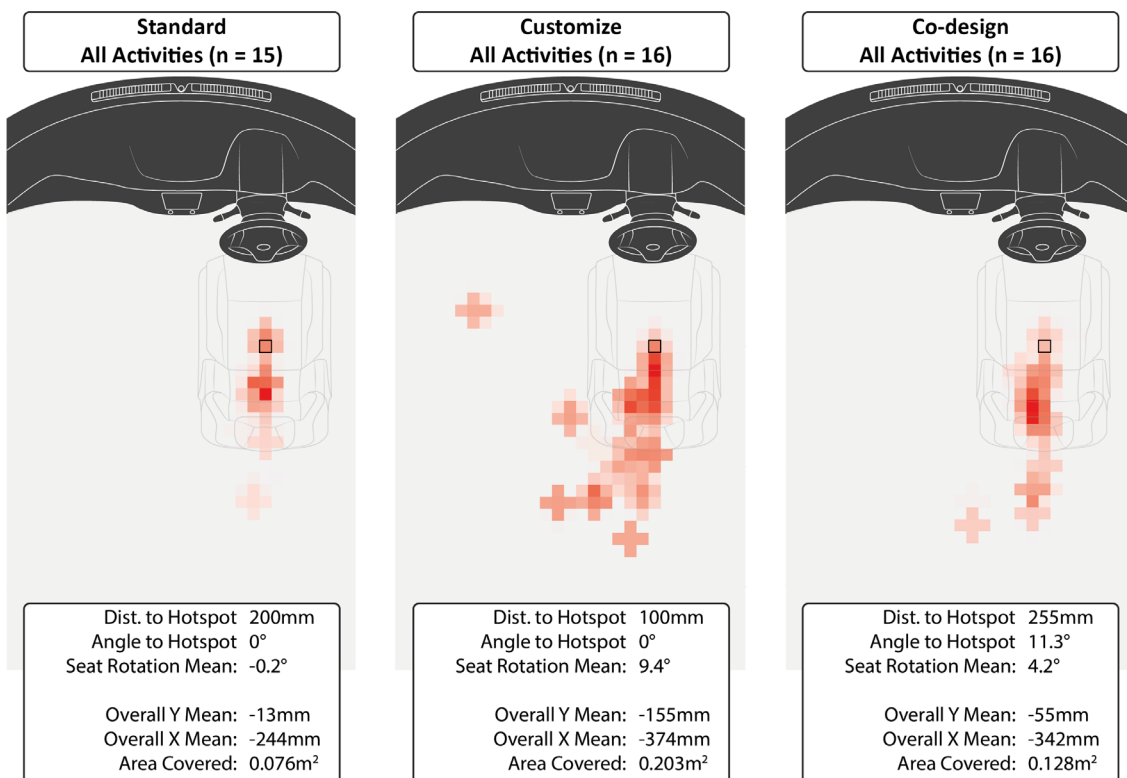 Standard
All Activities (n = 15)
Customize
All Activities (n = 16)
Co-design
All Activities (n = 16)
Dist. to Hotspot 200mm
Angle to Hotspot 0°
Seat Rotation Mean: -0.2°
Overall Y Mean: -13mm
Overall X Mean: -244mm
Area Covered: 0.076m²
Dist. to Hotspot 100mm
Angle to Hotspot 0°
Seat Rotation Mean: 9.4°
Overall Y Mean: -155mm
Overall X Mean: -374mm
Area Covered: 0.203m²
Dist. to Hotspot 255mm
Angle to Hotspot 11.3°
Seat Rotation Mean: 4.2°
Overall Y Mean: -55mm
Overall X Mean: -342mm
Area Covered: 0.128m²